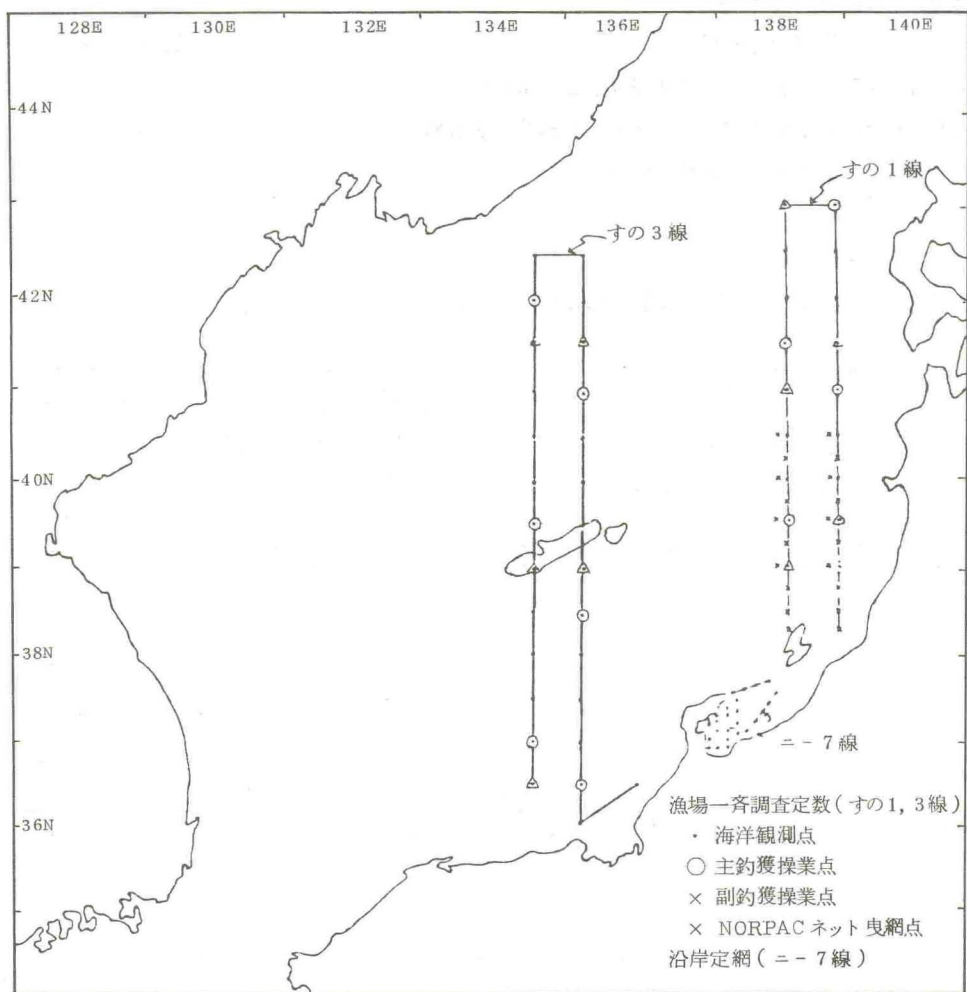 128E 130E 132E 134E 136E 138E 140E
44N
すの1線
すの3線
42N
40N
38N
ニ-7線
36N
漁場一斉調査定数(すの1,3線)
・ 海洋観測点
○ 主釣獲操業点
× 副釣獲操業点
× NORPACネット曳網点
沿岸定網(ニ-7線)